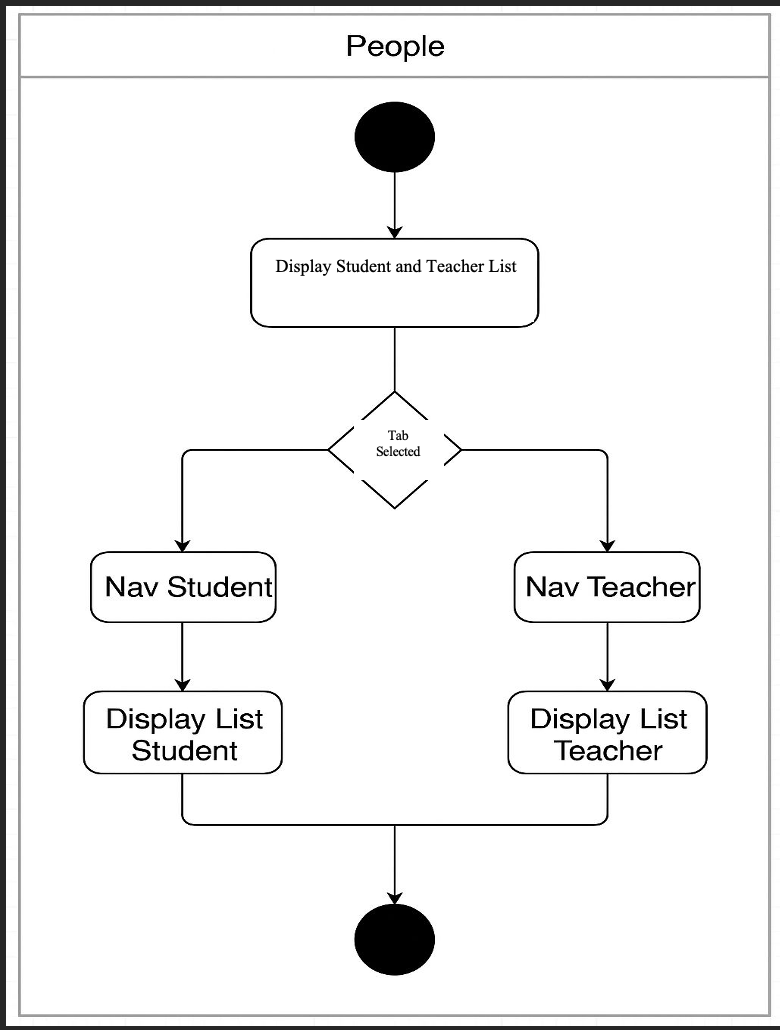 People
Display Student and Teacher List
Tab
Selected
Nav Student
Nav Teacher
Display List
Student
Display List
Teacher